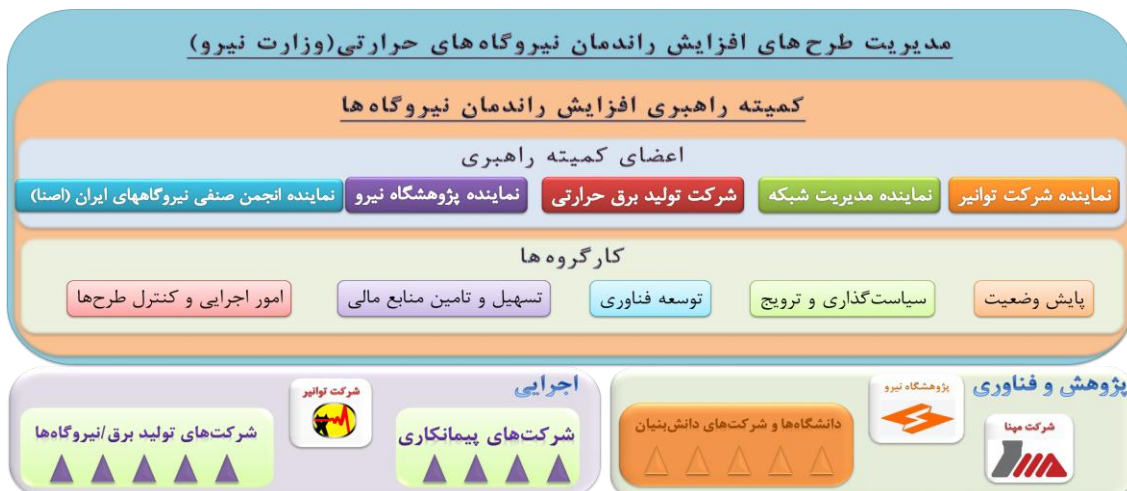 مدیریت طرح‌های افزایش راندمان نیروگاه‌های حرارتی(وزارت نیرو)
کمیته راهبری افزایش راندمان نیروگاه‌ها
اعضای کمیته راهبری
نماینده شرکت توانیر
نماینده مدیریت شبکه
شرکت تولید برق حرارتی
نماینده پژوهشگاه نیرو
نماینده انجمن صنفی نیروگاههای ایران (اصنا)
کارگروه‌ها
پایش وضعیت
سیاست‌گذاری و ترویج
توسعه فناوری
تسهیل و تامین منابع مالی
امور اجرایی و کنترل طرح‌ها
پژوهش و فناوری
پژوهشگاه نیرو
شرکت مپنا
دانشگاه‌ها و شرکت‌های دانش‌بنیان
اجرایی
شرکت توانیر
شرکت‌های پیمانکاری
شرکت‌های تولید برق/نیروگاه‌ها